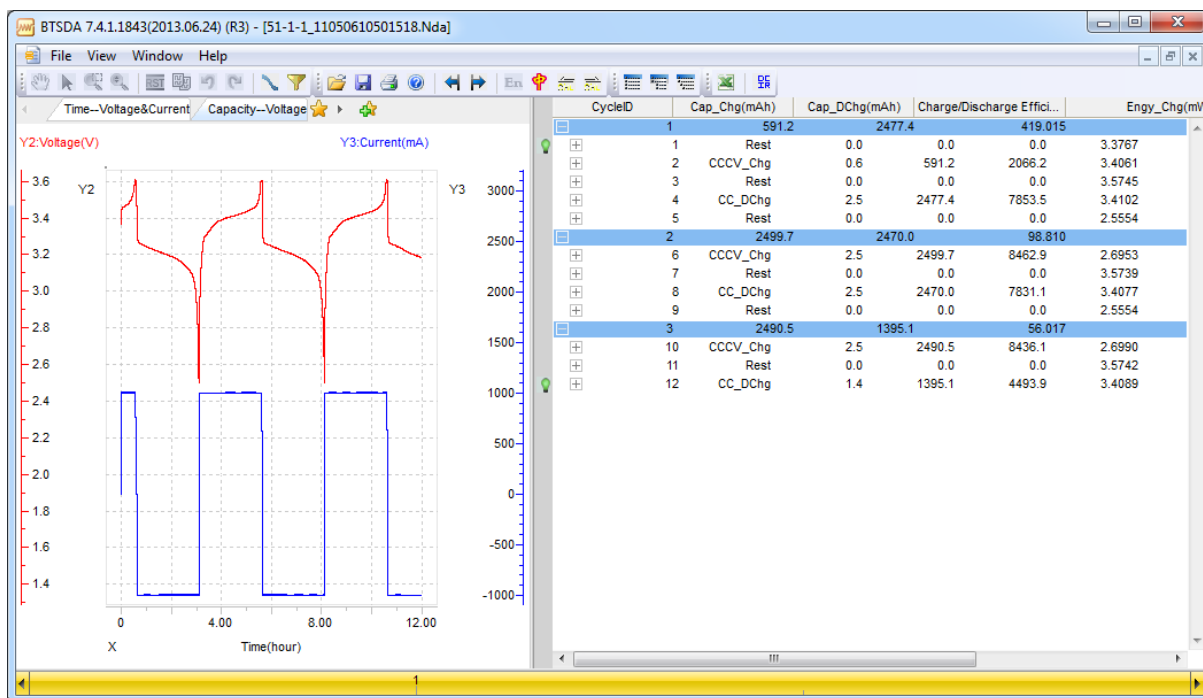 BTSDA 7.4.1.1843(2013.06.24) (R3) - [51-1-1_11050610501518.Nda]
File View Window Help
RST En 中 DC IR
Time--Voltage&Current Capacity--Voltage
Y2:Voltage(V) Y3:Current(mA)
Y2 Y3
3.6
3.4
3.2
3.0
2.8
2.6
2.4
2.2
2.0
1.8
1.6
1.4
3000
2500
2000
1500
1000
500
0
-500
-1000
0 4.00 8.00 12.00
X Time(hour)
CycleID Cap_Chg(mAh) Cap_DChg(mAh) Charge/Discharge Effici... Engy_Chg(mW
1 591.2 2477.4 419.015
1 Rest 0.0 0.0 0.0 3.3767
2 CCCV_Chg 0.6 591.2 2066.2 3.4061
3 Rest 0.0 0.0 0.0 3.5745
4 CC_DChg 2.5 2477.4 7853.5 3.4102
5 Rest 0.0 0.0 0.0 2.5554
2 2499.7 2470.0 98.810
6 CCCV_Chg 2.5 2499.7 8462.9 2.6953
7 Rest 0.0 0.0 0.0 3.5739
8 CC_DChg 2.5 2470.0 7831.1 3.4077
9 Rest 0.0 0.0 0.0 2.5554
3 2490.5 1395.1 56.017
10 CCCV_Chg 2.5 2490.5 8436.1 2.6990
11 Rest 0.0 0.0 0.0 3.5742
12 CC_DChg 1.4 1395.1 4493.9 3.4089
1